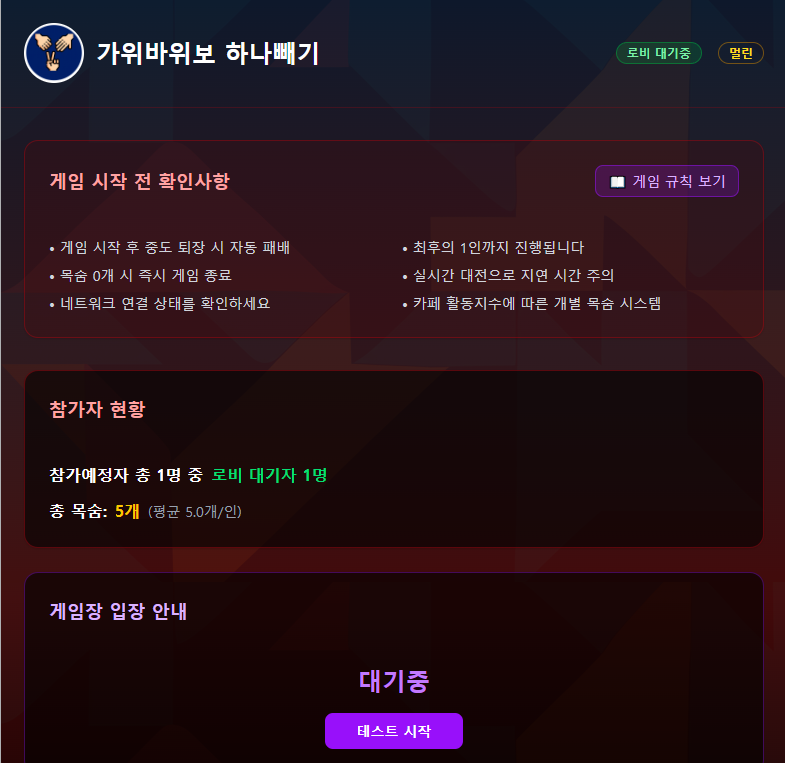 가위바위보 하나빼기
로비 대기중
멀린
게임 시작 전 확인사항
게임 규칙 보기
• 게임 시작 후 중도 퇴장 시 자동 패배
• 최후의 1인까지 진행됩니다
• 목숨 0개 시 즉시 게임 종료
• 실시간 대전으로 지연 시간 주의
• 네트워크 연결 상태를 확인하세요
• 카페 활동지수에 따른 개별 목숨 시스템
참가자 현황
참가예정자 총 1명 중 로비 대기자 1명
총 목숨: 5개 (평균 5.0개/인)
게임장 입장 안내
대기중
테스트 시작